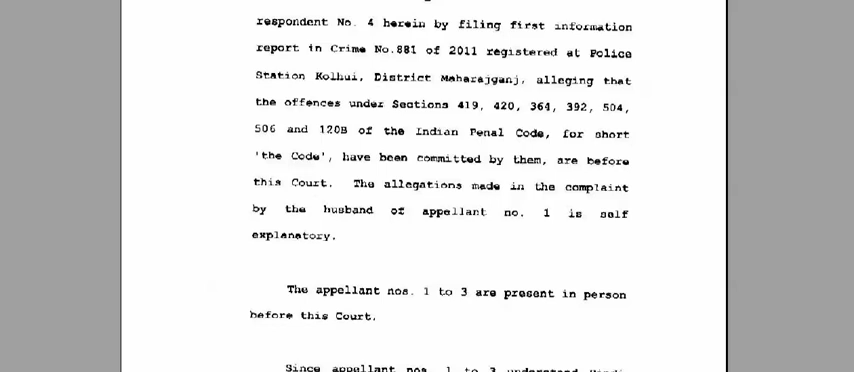 respondent No. 4 herein by filing first information
report in Crime No.881 of 2011 registered at Police
Station Kolhui, District Maharajganj, alleging that
the offences under Sections 419, 420, 364, 392, 504,
506 and 120B of the Indian Penal Code, for short
'the Code', have been committed by them, are before
this Court. The allegations made in the complaint
by the husband of appellant no. 1 is self
explanatory.
The appellant nos. 1 to 3 are present in person
before this Court.
Since appellant nos. 1 to 3 understand Hindi